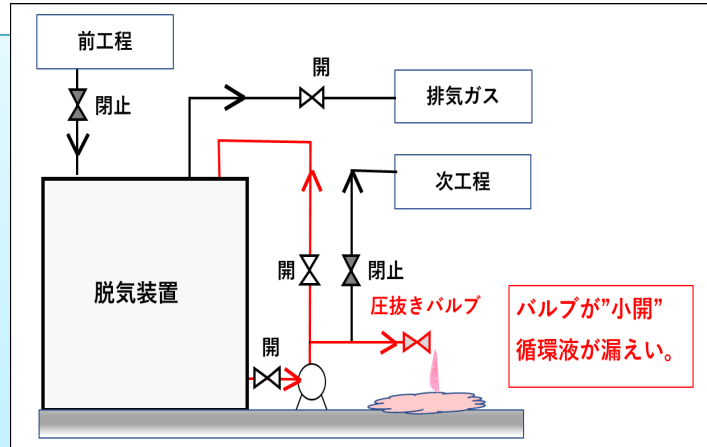 前工程
閉止
開
排気ガス
次工程
脱気装置
開
閉止
圧抜きバルブ
開
バルブが”小開”
循環液が漏えい。